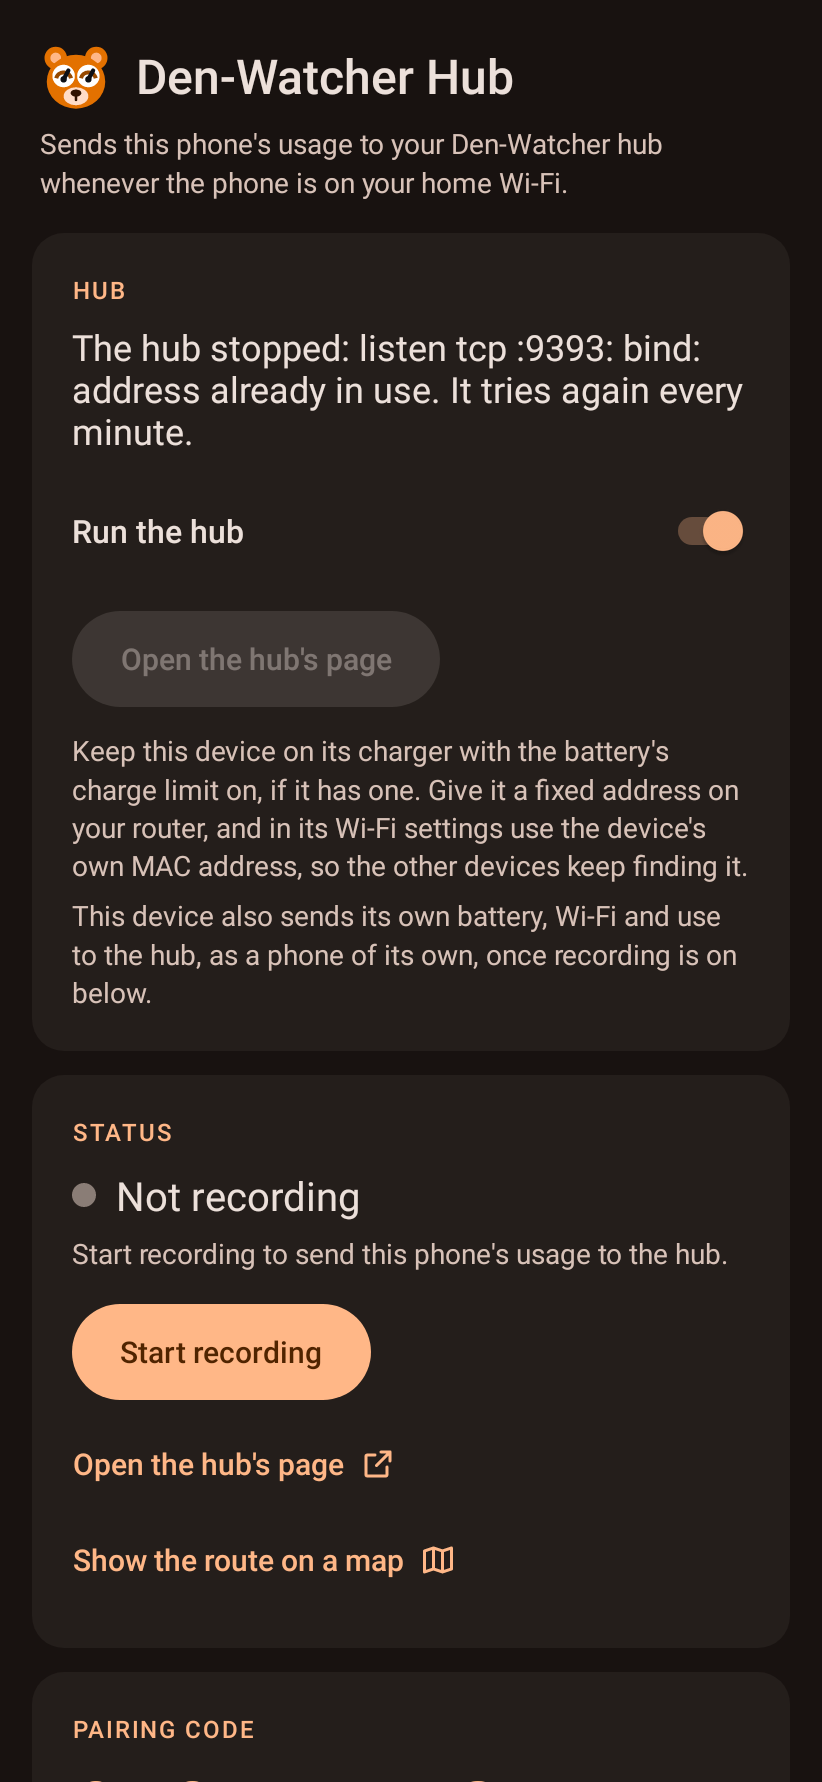 Den-Watcher Hub
Sends this phone's usage to your Den-Watcher hub
whenever the phone is on your home Wi-Fi.
HUB
The hub stopped: listen tcp :9393: bind:
address already in use. It tries again every
minute.
Run the hub
Open the hub's page
Keep this device on its charger with the battery's
charge limit on, if it has one. Give it a fixed address on
your router, and in its Wi-Fi settings use the device's
own MAC address, so the other devices keep finding it.
This device also sends its own battery, Wi-Fi and use
to the hub, as a phone of its own, once recording is on
below.
STATUS
Not recording
Start recording to send this phone's usage to the hub.
Start recording
Open the hub's page
Show the route on a map
PAIRING CODE